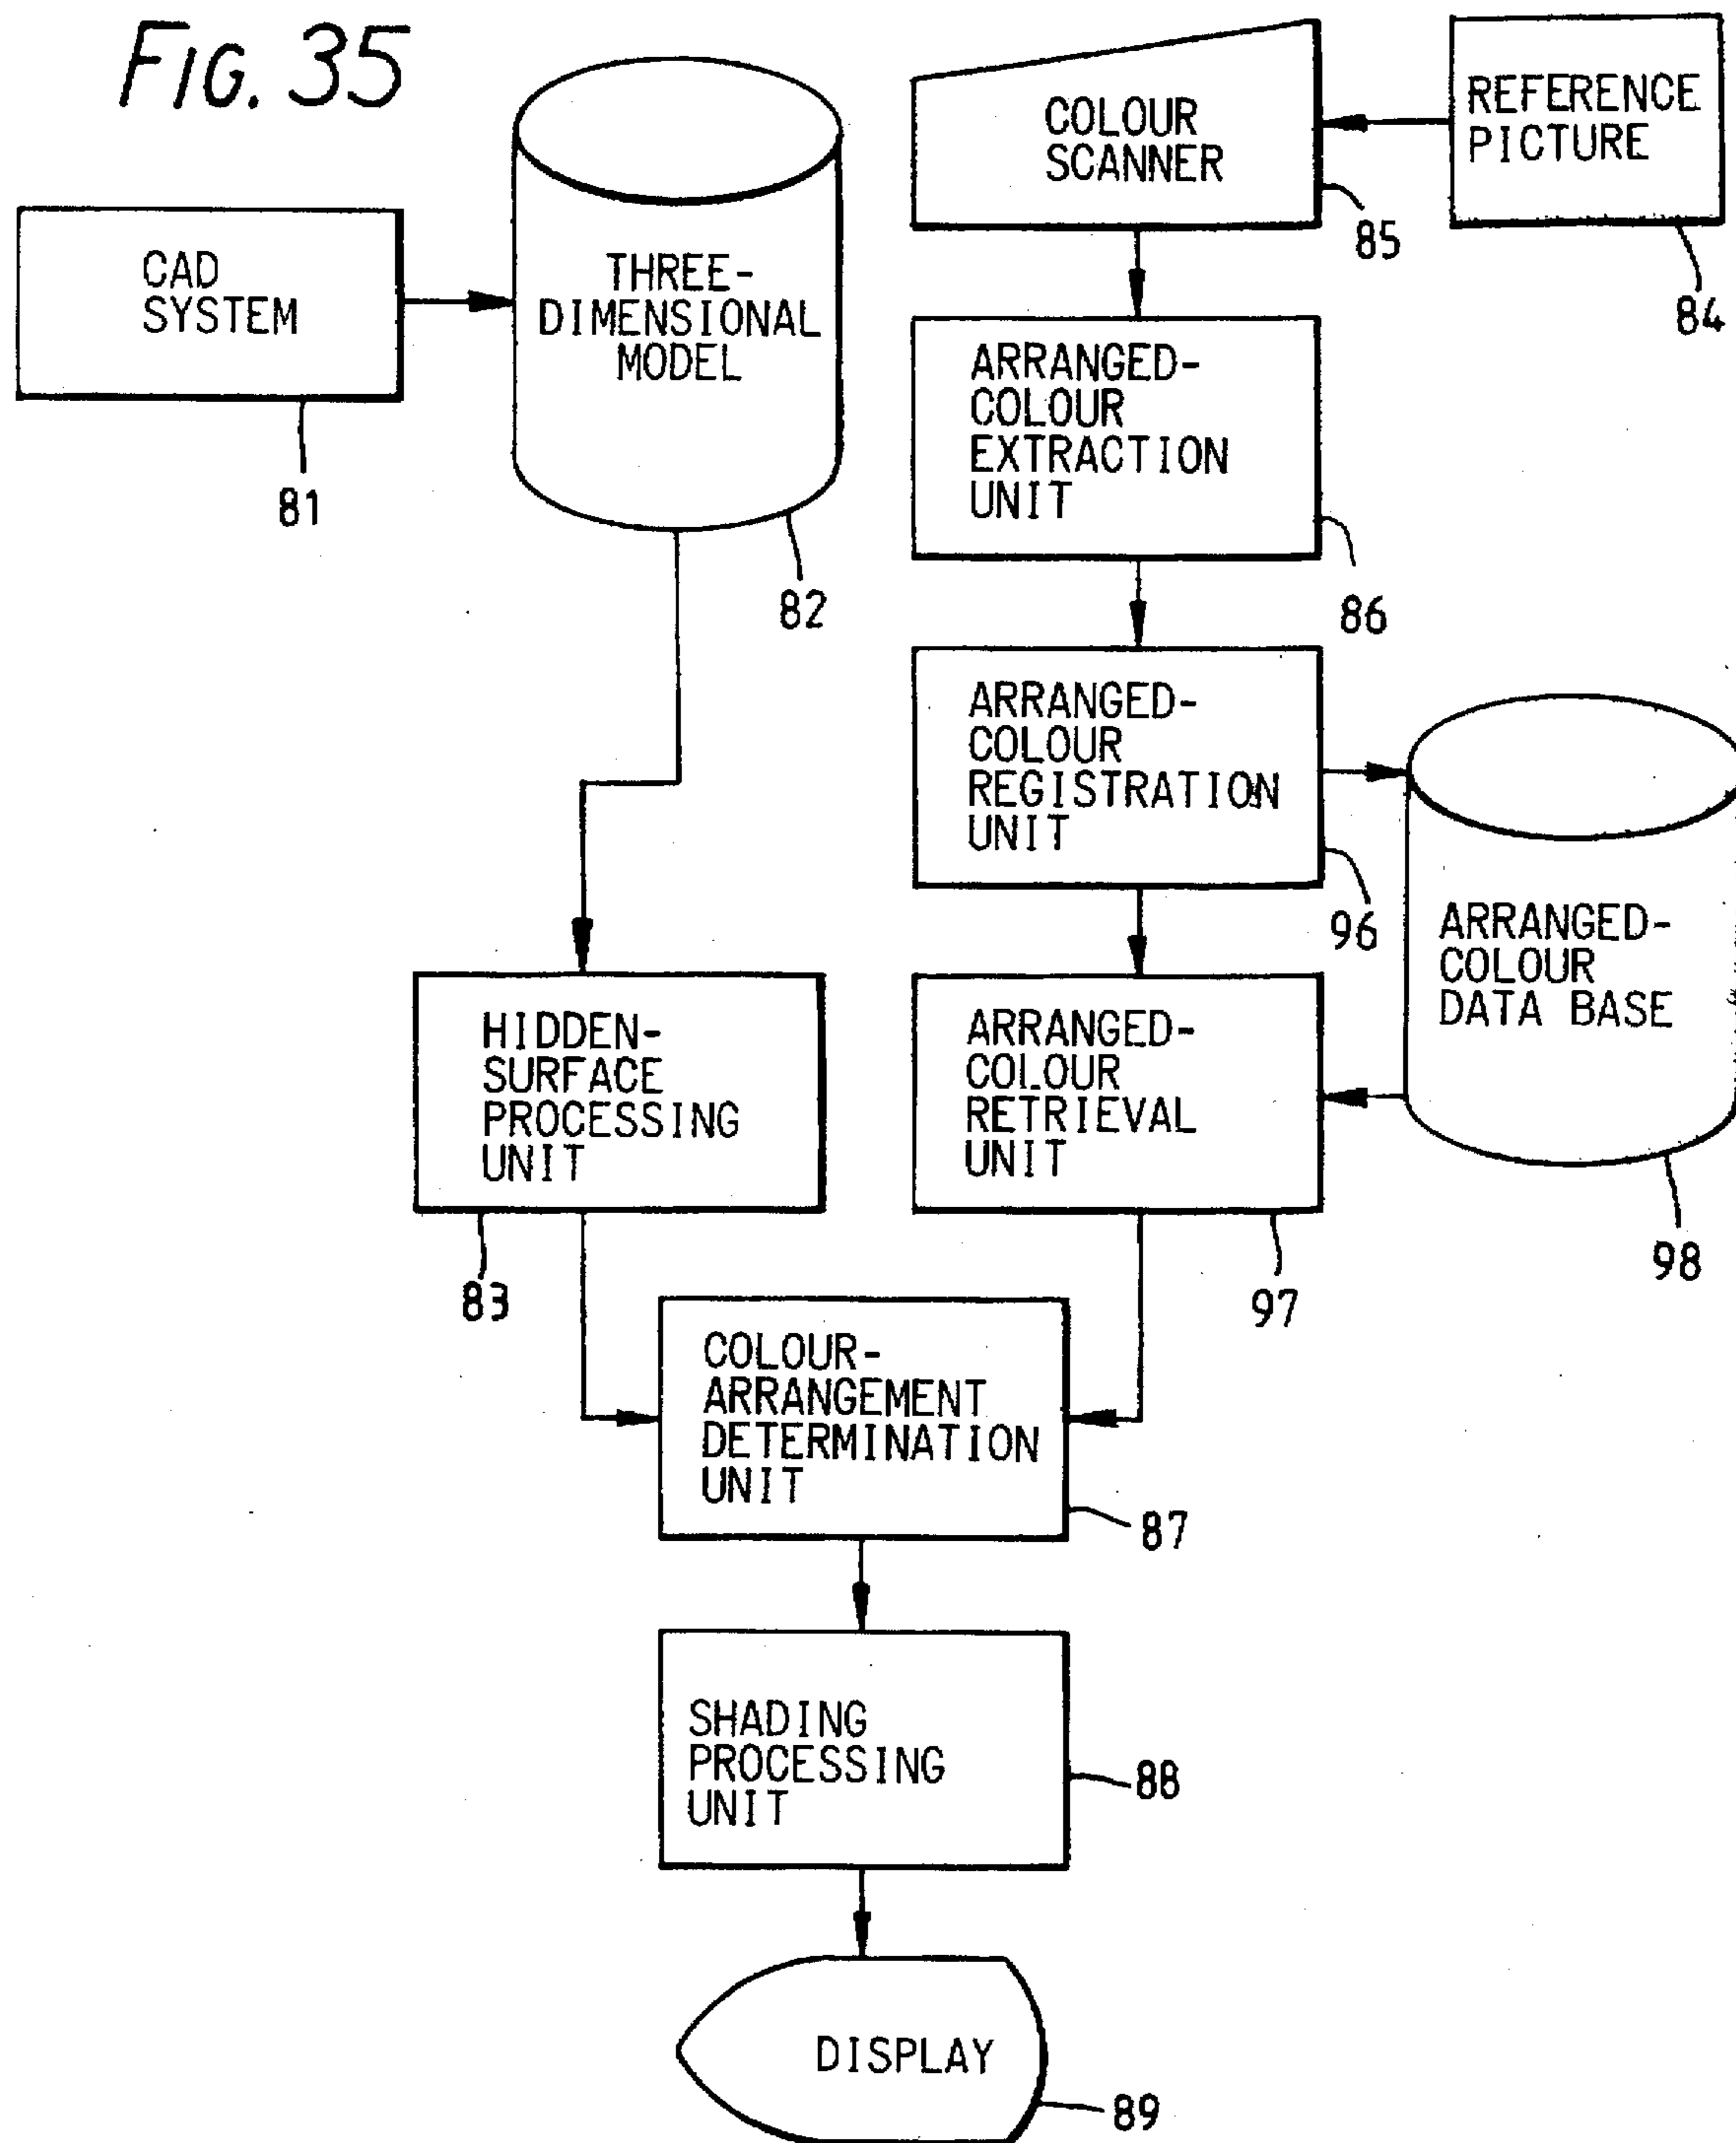 FIG. 35
CAD
SYSTEM
81
THREE-
DIMENSIONAL
MODEL
82
COLOUR
SCANNER
85
REFERENCE
PICTURE
84
ARRANGED-
COLOUR
EXTRACTION
UNIT
86
ARRANGED-
COLOUR
REGISTRATION
UNIT
96
ARRANGED-
COLOUR
DATA BASE
98
HIDDEN-
SURFACE
PROCESSING
UNIT
83
ARRANGED-
COLOUR
RETRIEVAL
UNIT
97
COLOUR-
ARRANGEMENT
DETERMINATION
UNIT
87
SHADING
PROCESSING
UNIT
88
DISPLAY
89